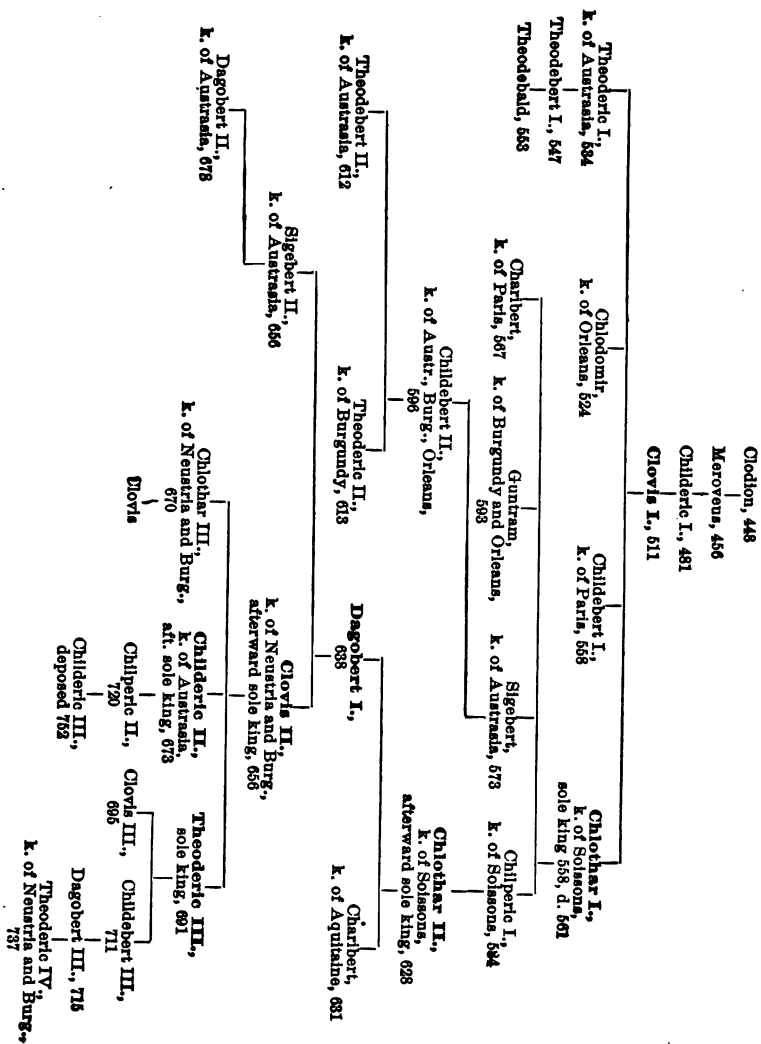 Clodion, 448
Meroveus, 456
Childeric I., 481
Clovis I., 511
Theoderic I.,
k. of Austrasia, 534
Theodebert I., 547
Theodebald, 553
Chlodomir,
k. of Orleans, 524
Childebert I.,
k. of Paris, 558
Chlothar I.,
k. of Soissons,
sole king 558, d. 561
Charibert,
k. of Paris, 567
Guntram,
k. of Burgundy and Orleans,
593
Sigebert,
k. of Austrasia, 573
Chilperic I.,
k. of Soissons, 584
Childebert II.,
k. of Austr., Burg., Orleans,
596
Chlothar II.,
k. of Soissons,
afterward sole king, 628
Theodebert II.,
k. of Austrasia, 612
Theoderic II.,
k. of Burgundy, 613
Dagobert I.,
638
Charibert,
k. of Aquitaine, 631
Sigebert II.,
k. of Austrasia, 656
Clovis II.,
k. of Neustria and Burg.,
afterward sole king, 656
Dagobert II.,
k. of Austrasia, 678
Chlothar III.,
k. of Neustria and Burg.,
670
Clovis
Childeric II.,
k. of Austrasia,
aft. sole king, 673
Chilperic II.,
720
Childeric III.,
deposed 752
Theoderic III.,
sole king, 691
Clovis III.,
695
Childebert III.,
711
Dagobert III., 715
Theoderic IV.,
k. of Neustria and Burg.,
737